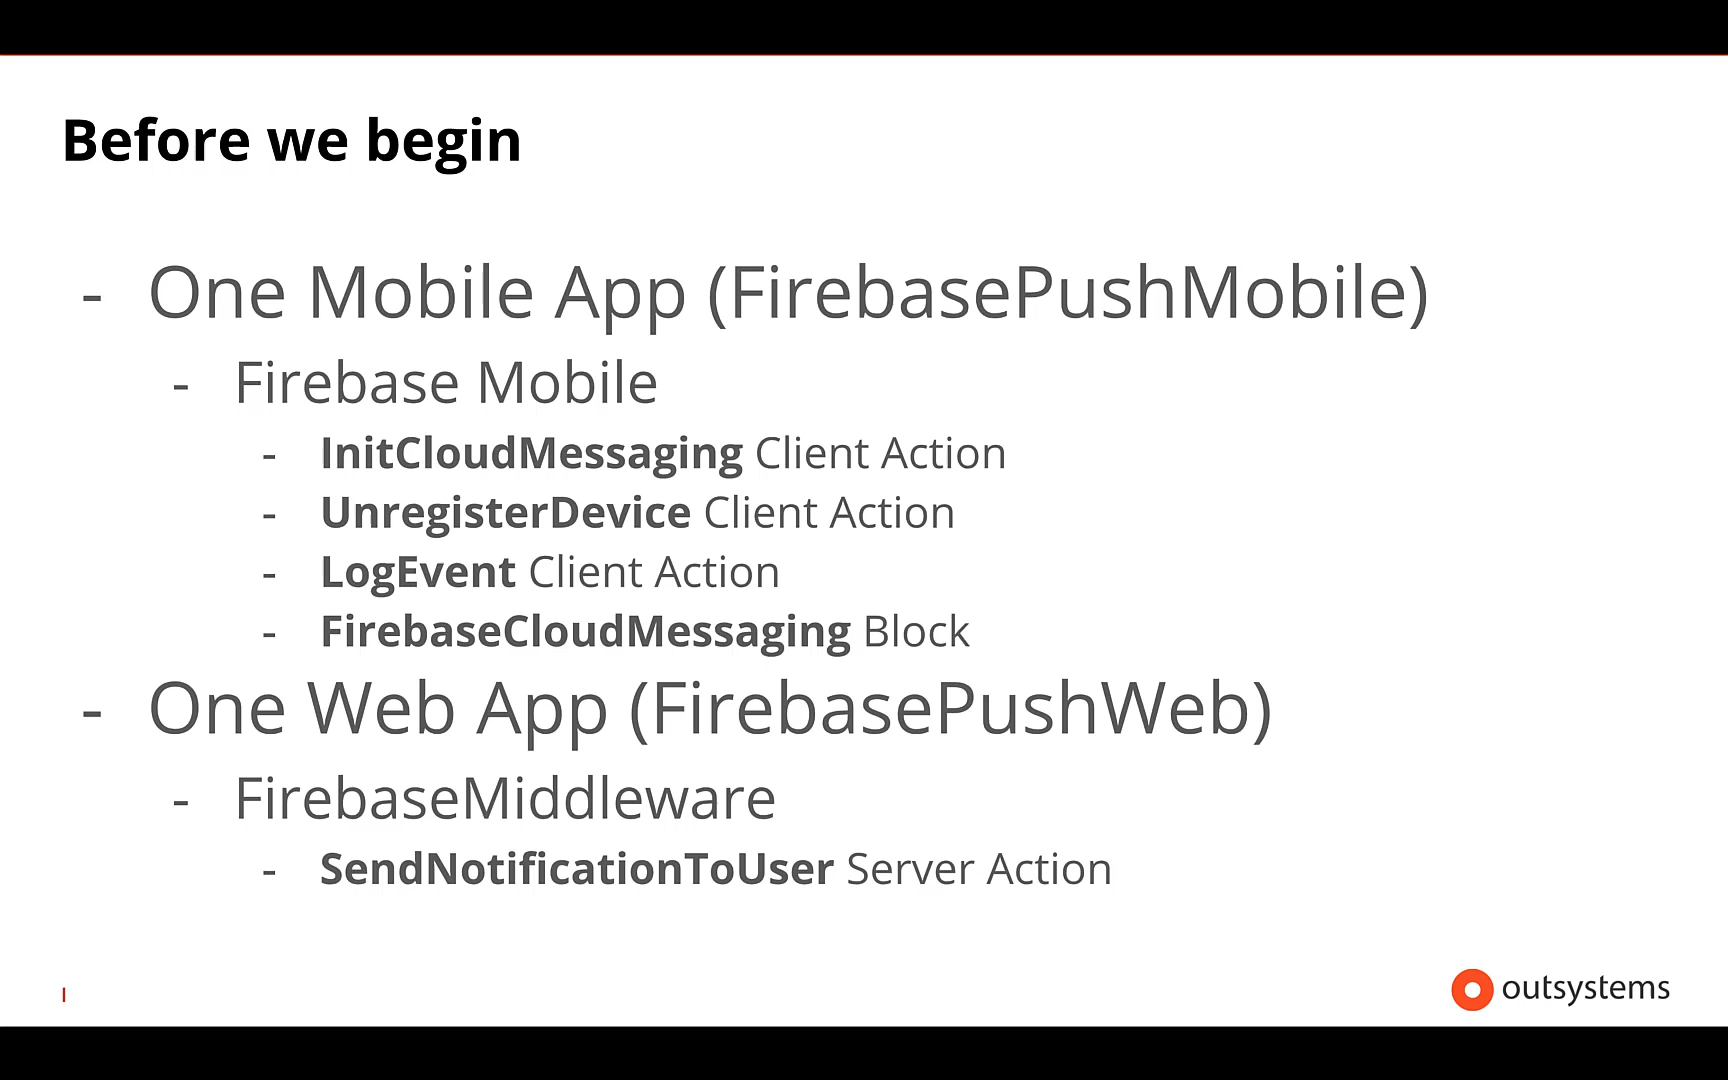 Before we begin
- One Mobile App (FirebasePushMobile)
- Firebase Mobile
- InitCloudMessaging Client Action
- UnregisterDevice Client Action
- LogEvent Client Action
- FirebaseCloudMessaging Block
- One Web App (FirebasePushWeb)
- FirebaseMiddleware
- SendNotificationToUser Server Action
outsystems